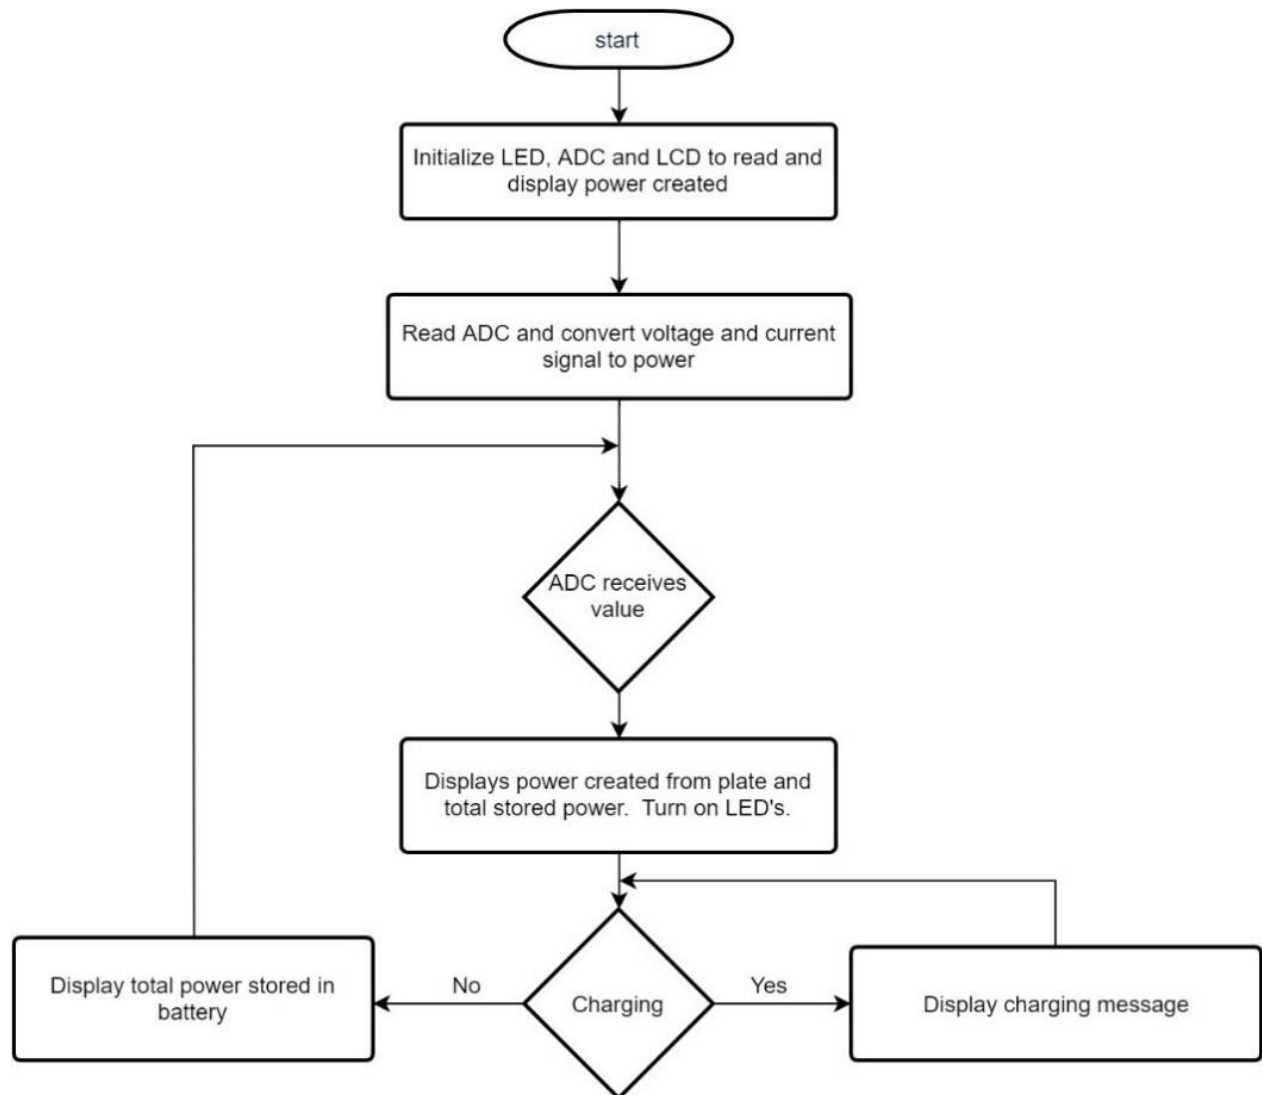 start
Initialize LED, ADC and LCD to read and
display power created
Read ADC and convert voltage and current
signal to power
ADC receives
value
Displays power created from plate and
total stored power.  Turn on LED's.
Display total power stored in
battery
No
Charging
Yes
Display charging message